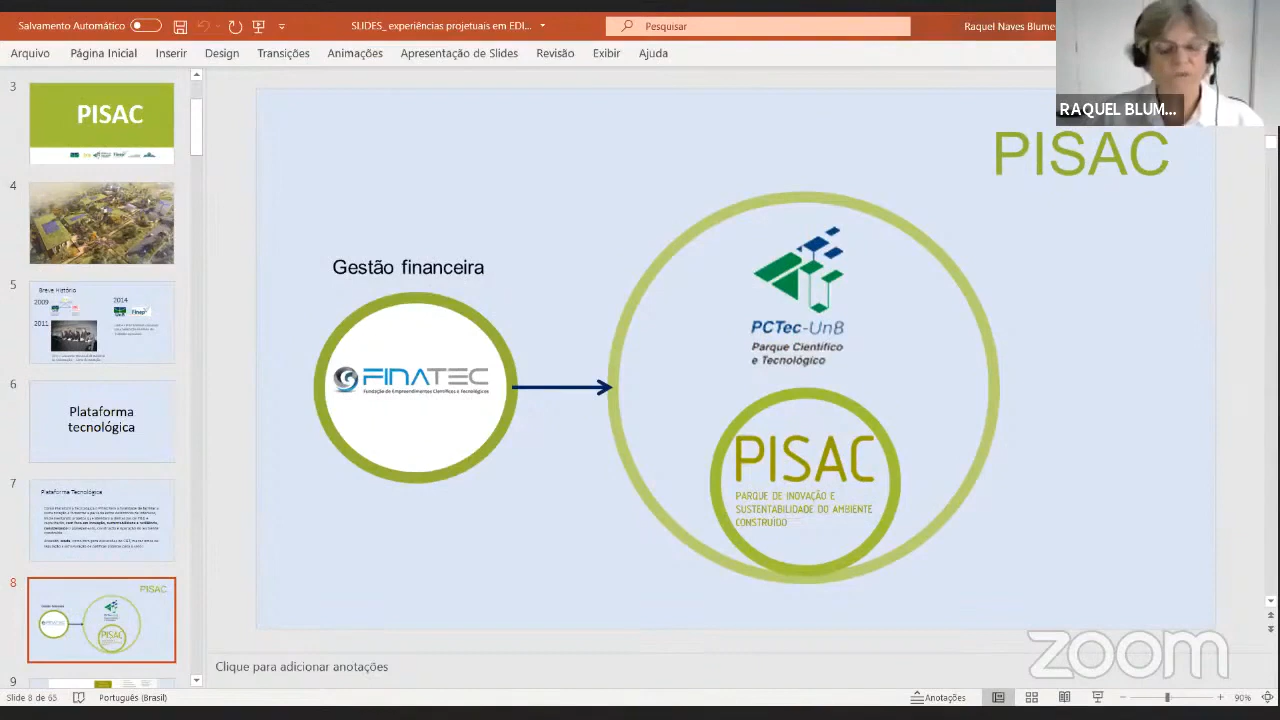 Salvamento Automático
SLIDES_ experiências projetuais em EDI...
Pesquisar
Raquel Naves Blume
Arquivo
Página Inicial
Inserir
Design
Transições
Animações
Apresentação de Slides
Revisão
Exibir
Ajuda
RAQUEL BLUM...
3
PISAC
4
5
Breve Histórico
2009
2014
2011
6
Plataforma
tecnológica
7
Plataforma Tecnológica
8
PISAC
PISAC
9
PISAC
Gestão financeira
FINATEC
Fundação de Empreendimentos Científicos e Tecnológicos
PCTec-UnB
Parque Científico
e Tecnológico
PISAC
PARQUE DE INOVAÇÃO E
SUSTENTABILIDADE DO AMBIENTE
CONSTRUÍDO
zoom
Clique para adicionar anotações
Slide 8 de 65
Português (Brasil)
Anotações
90%